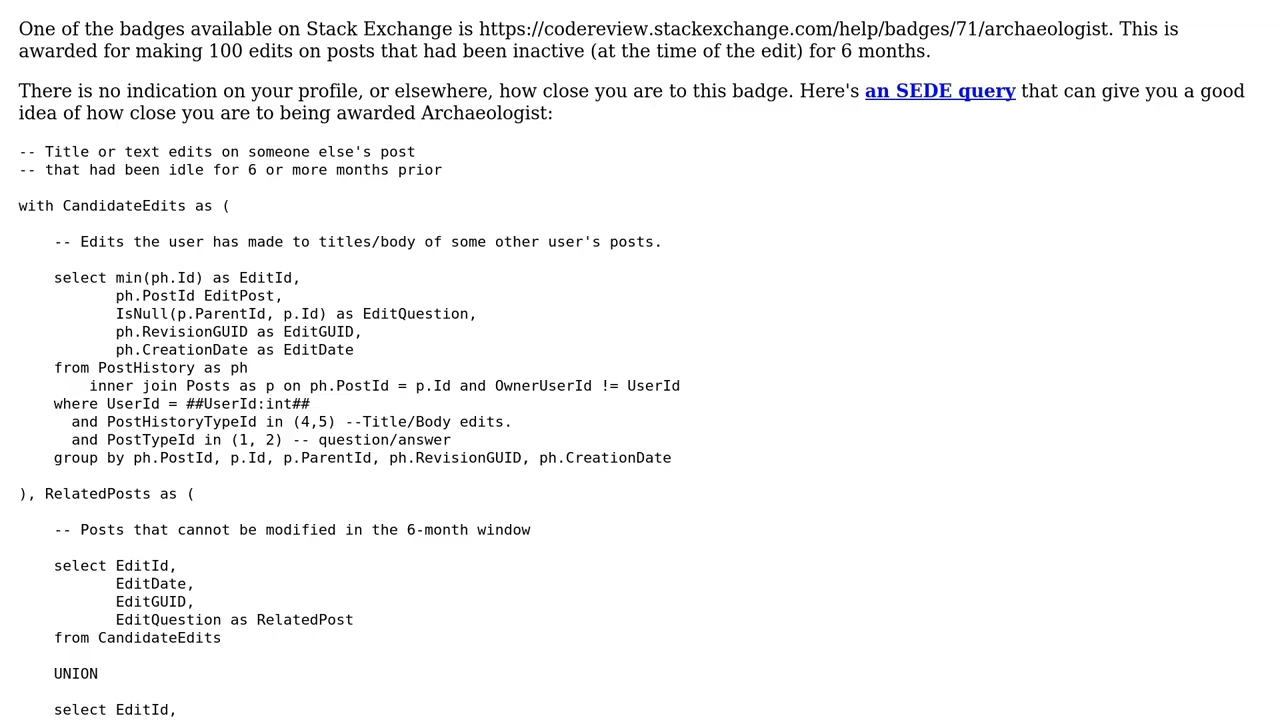 One of the badges available on Stack Exchange is https://codereview.stackexchange.com/help/badges/71/archaeologist. This is
awarded for making 100 edits on posts that had been inactive (at the time of the edit) for 6 months.
There is no indication on your profile, or elsewhere, how close you are to this badge. Here's an SEDE query that can give you a good
idea of how close you are to being awarded Archaeologist:
-- Title or text edits on someone else's post
-- that had been idle for 6 or more months prior
with CandidateEdits as (
    -- Edits the user has made to titles/body of some other user's posts.
    select min(ph.Id) as EditId,
           ph.PostId EditPost,
           IsNull(p.ParentId, p.Id) as EditQuestion,
           ph.RevisionGUID as EditGUID,
           ph.CreationDate as EditDate
    from PostHistory as ph
        inner join Posts as p on ph.PostId = p.Id and OwnerUserId != UserId
    where UserId = ##UserId:int##
      and PostHistoryTypeId in (4,5) --Title/Body edits.
      and PostTypeId in (1, 2) -- question/answer
    group by ph.PostId, p.Id, p.ParentId, ph.RevisionGUID, ph.CreationDate
), RelatedPosts as (
    -- Posts that cannot be modified in the 6-month window
    select EditId,
           EditDate,
           EditGUID,
           EditQuestion as RelatedPost
    from CandidateEdits
    UNION
    select EditId,